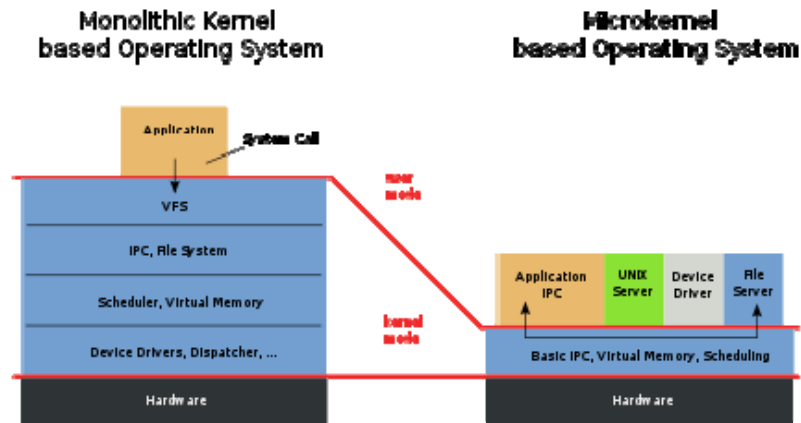 Monolithic Kernel
based Operating System
Microkernel
based Operating System
Application
System Call
user
mode
VFS
IPC, File System
Scheduler, Virtual Memory
kernel
mode
Device Drivers, Dispatcher, ...
Hardware
Application
IPC
UNIX
Server
Device
Driver
File
Server
Basic IPC, Virtual Memory, Scheduling
Hardware